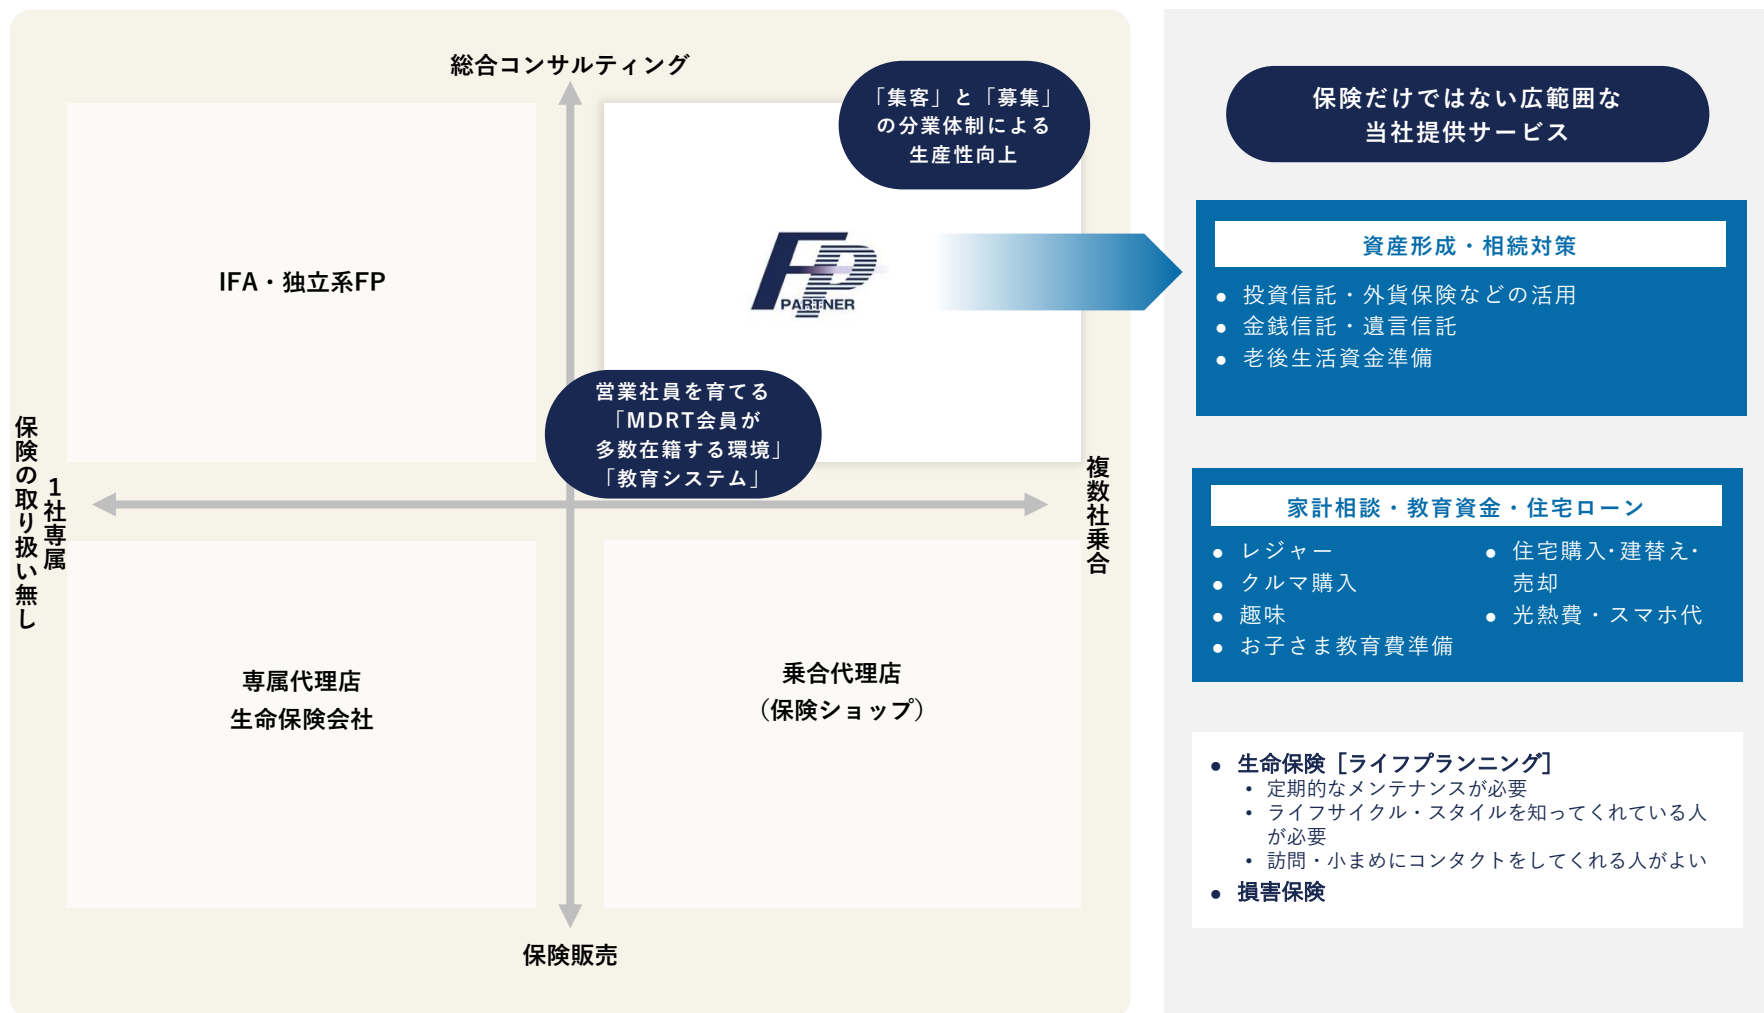 総合コンサルティング
「集客」と「募集」
の分業体制による
生産性向上
IFA・独立系FP
FP
PARTNER
営業社員を育てる
「MDRT会員が
多数在籍する環境」
「教育システム」
保険の取り扱い無し
1社専属
複数社乗合
専属代理店
生命保険会社
乗合代理店
（保険ショップ）
保険販売
保険だけではない広範囲な
当社提供サービス
資産形成・相続対策
● 投資信託・外貨保険などの活用
● 金銭信託・遺言信託
● 老後生活資金準備
家計相談・教育資金・住宅ローン
● レジャー
● クルマ購入
● 趣味
● お子さま教育費準備
● 住宅購入・建替え・
売却
● 光熱費・スマホ代
● 生命保険［ライフプランニング］
• 定期的なメンテナンスが必要
• ライフサイクル・スタイルを知ってくれている人
が必要
• 訪問・小まめにコンタクトをしてくれる人がよい
● 損害保険